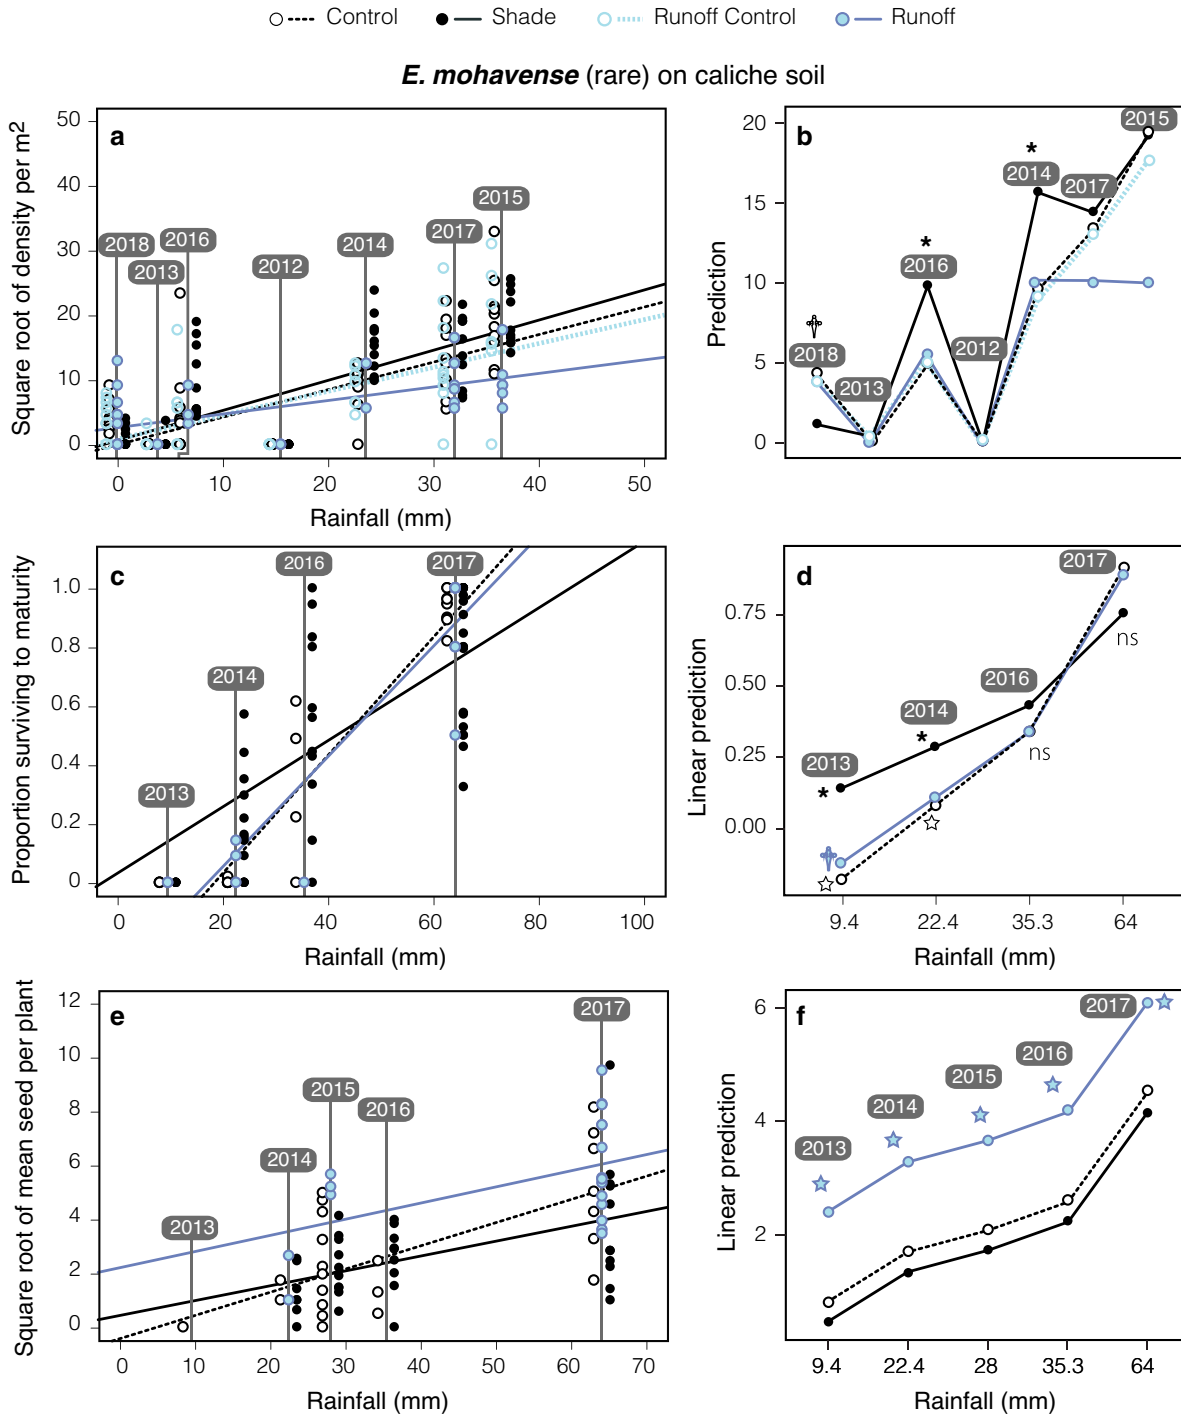 Control Shade Runoff Control Runoff
E. mohavense (rare) on caliche soil
a
Square root of density per m2
50
40
30
20
10
0
2018
2013
2016
2012
2014
2017
2015
0 10 20 30 40 50
Rainfall (mm)
b
Prediction
20
15
10
5
0
†
2018
2013
*
2016
2012
*
2014
2017
2015
c
Proportion surviving to maturity
1.0
0.8
0.6
0.4
0.2
0
2013
2014
2016
2017
0 20 40 60 80 100
Rainfall (mm)
d
Linear prediction
0.75
0.50
0.25
0.00
2013
*
†
2014
*
2016
ns
2017
ns
9.4 22.4 35.3 64
Rainfall (mm)
e
Square root of mean seed per plant
12
10
8
6
4
2
0
2013
2014
2015
2016
2017
0 10 20 30 40 50 60 70
Rainfall (mm)
f
Linear prediction
6
4
2
2013
2014
2015
2016
2017
9.4 22.4 28 35.3 64
Rainfall (mm)